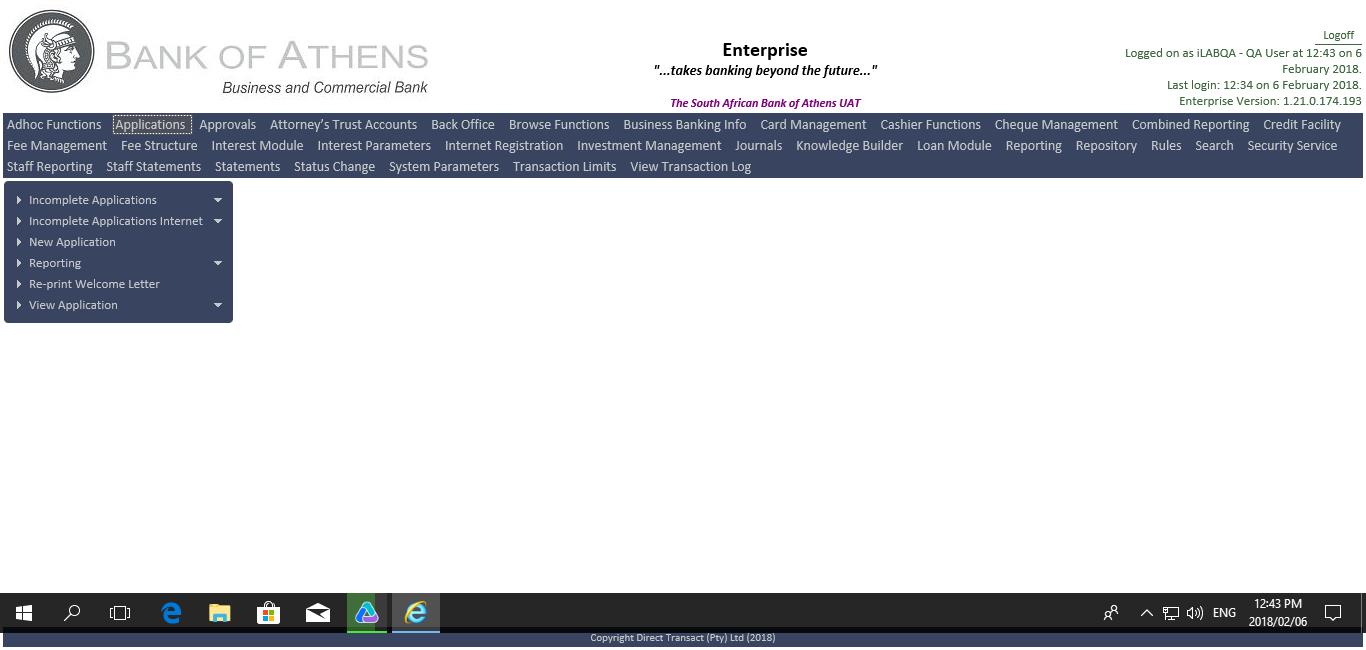 BANK OF ATHENS
Business and Commercial Bank
Enterprise
"...takes banking beyond the future..."
The South African Bank of Athens UAT
Logoff
Logged on as iLABQA - QA User at 12:43 on 6
February 2018.
Last login: 12:34 on 6 February 2018.
Enterprise Version: 1.21.0.174.193
Adhoc Functions Applications Approvals Attorney's Trust Accounts Back Office Browse Functions Business Banking Info Card Management Cashier Functions Cheque Management Combined Reporting Credit Facility
Fee Management Fee Structure Interest Module Interest Parameters Internet Registration Investment Management Journals Knowledge Builder Loan Module Reporting Repository Rules Search Security Service
Staff Reporting Staff Statements Statements Status Change System Parameters Transaction Limits View Transaction Log
Incomplete Applications
Incomplete Applications Internet
New Application
Reporting
Re-print Welcome Letter
View Application
ENG
12:43 PM
2018/02/06
Copyright Direct Transact (Pty) Ltd (2018)